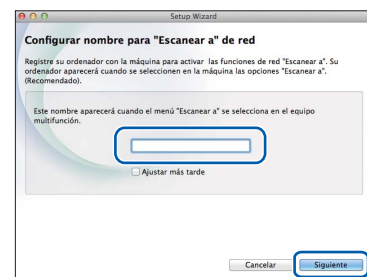 Setup Wizard
Configurar nombre para "Escanear a" de red
Registre su ordenador con la máquina para activar las funciones de red "Escanear a". Su
ordenador aparecerá cuando se seleccionen en la máquina las opciones "Escanear a".
(Recomendado).
Este nombre aparecerá cuando el menú "Escanear a" se selecciona en el equipo
multifunción.
Ajustar más tarde
Cancelar Siguiente